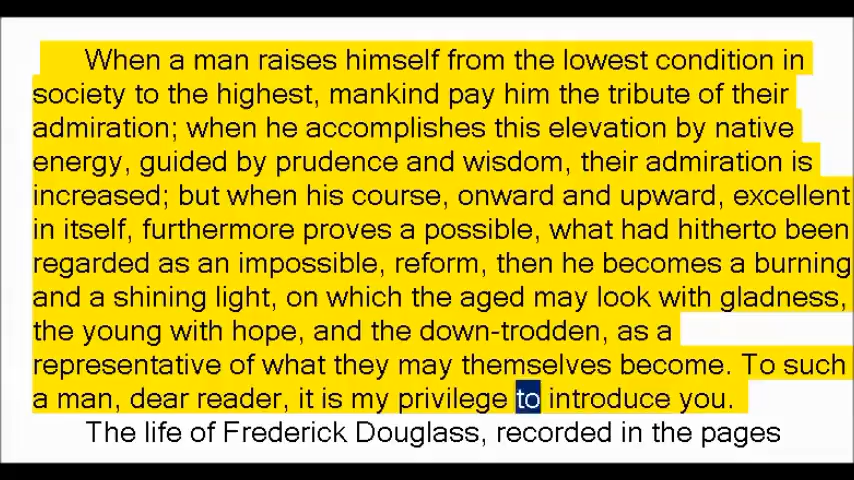 When a man raises himself from the lowest condition in
society to the highest, mankind pay him the tribute of their
admiration; when he accomplishes this elevation by native
energy, guided by prudence and wisdom, their admiration is
increased; but when his course, onward and upward, excellent
in itself, furthermore proves a possible, what had hitherto been
regarded as an impossible, reform, then he becomes a burning
and a shining light, on which the aged may look with gladness,
the young with hope, and the down-trodden, as a
representative of what they may themselves become. To such
a man, dear reader, it is my privilege to introduce you.
The life of Frederick Douglass, recorded in the pages